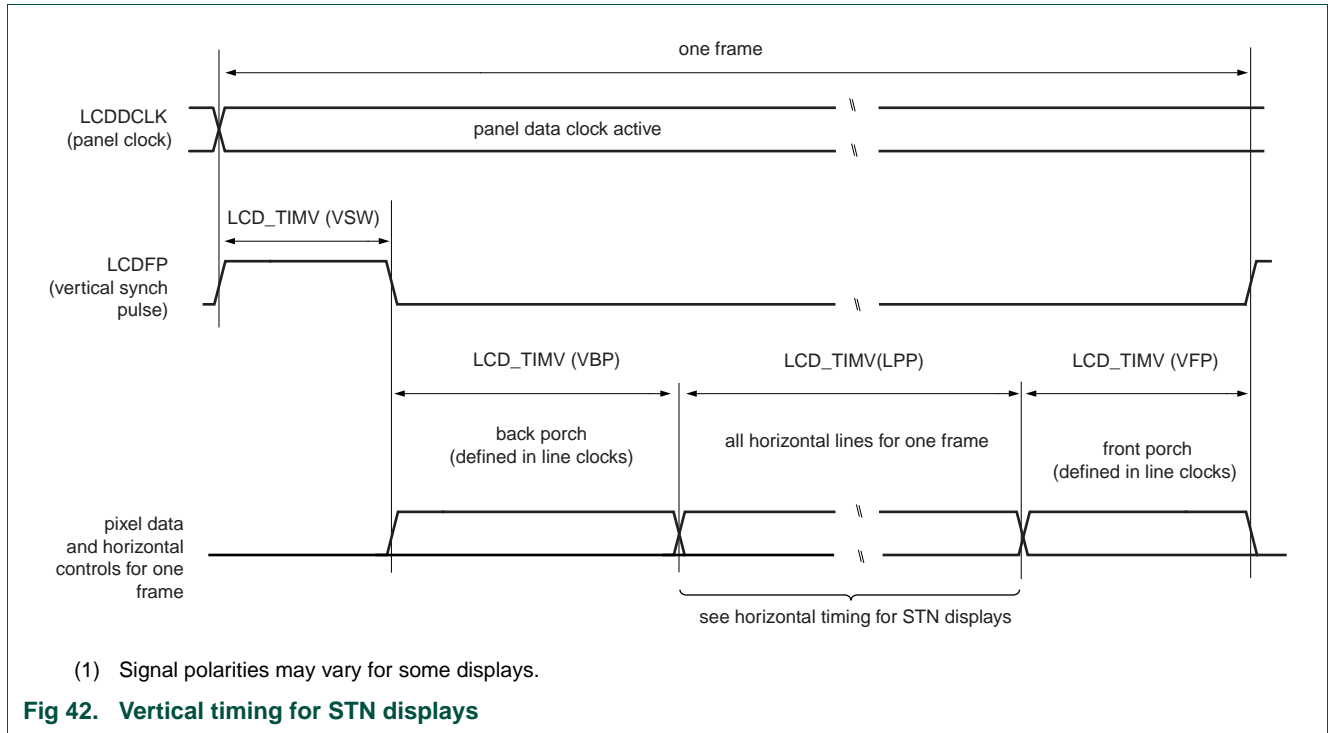 one frame
LCDDCLK
(panel clock)
panel data clock active
LCD_TIMV (VSW)
LCDFP
(vertical synch
pulse)
LCD_TIMV (VBP)
LCD_TIMV(LPP)
LCD_TIMV (VFP)
back porch
(defined in line clocks)
all horizontal lines for one frame
front porch
(defined in line clocks)
pixel data
and horizontal
controls for one
frame
see horizontal timing for STN displays
(1) Signal polarities may vary for some displays.
Fig 42. Vertical timing for STN displays